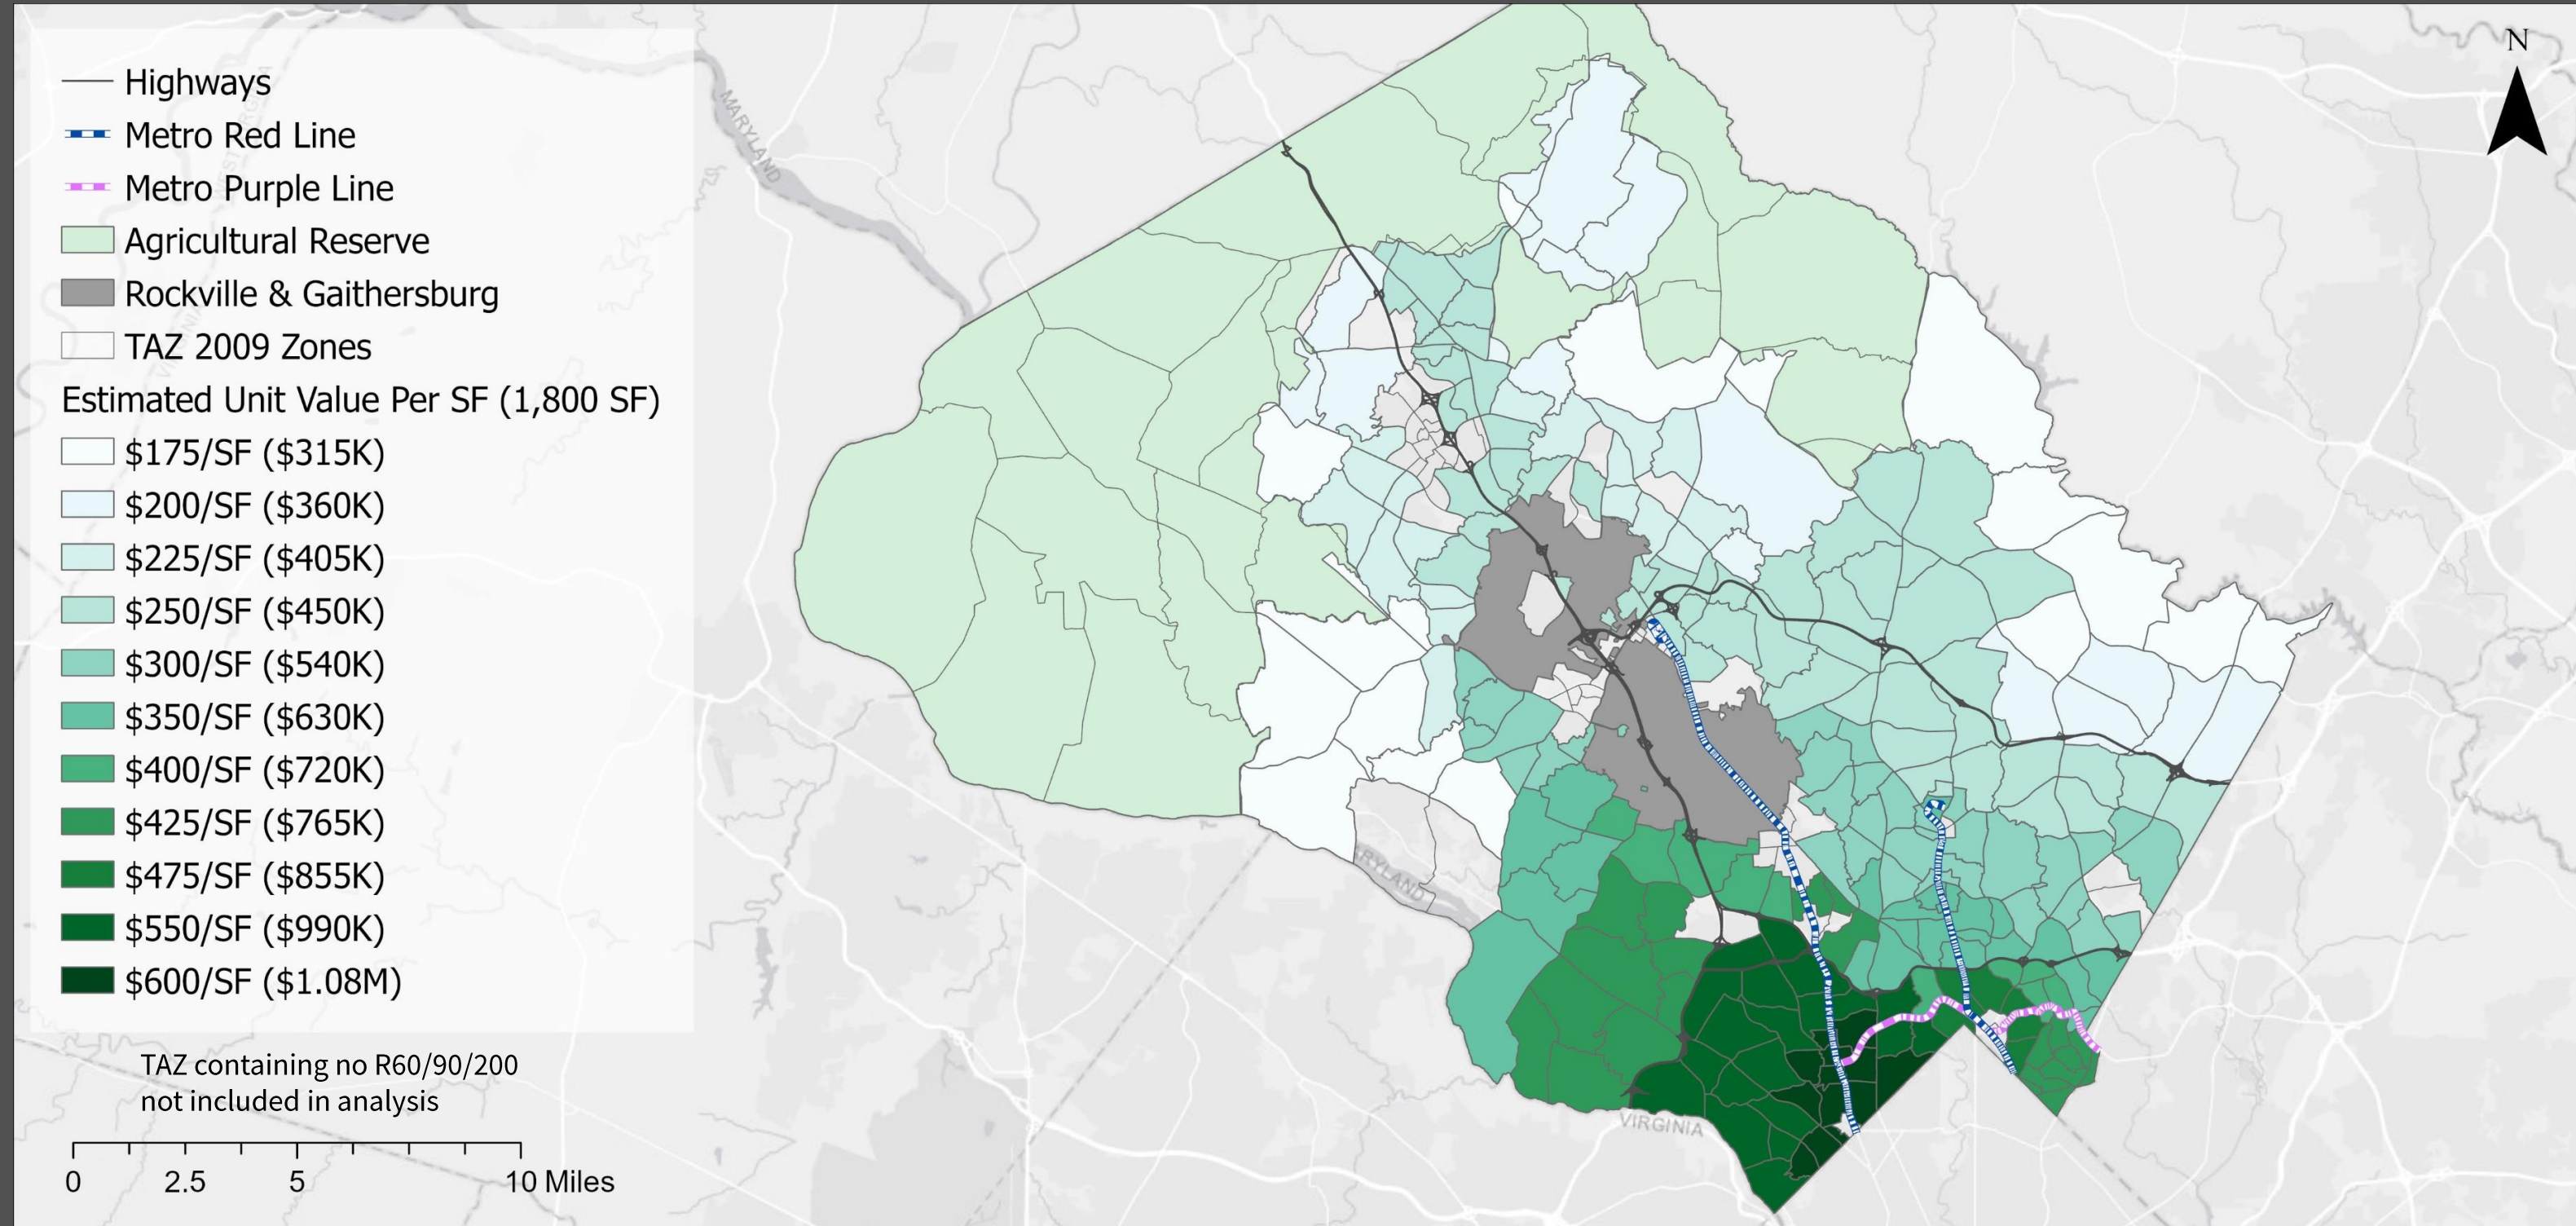 Highways
Metro Red Line
Metro Purple Line
Agricultural Reserve
Rockville & Gaithersburg
TAZ 2009 Zones
Estimated Unit Value Per SF (1,800 SF)
$175/SF ($315K)
$200/SF ($360K)
$225/SF ($405K)
$250/SF ($450K)
$300/SF ($540K)
$350/SF ($630K)
$400/SF ($720K)
$425/SF ($765K)
$475/SF ($855K)
$550/SF ($990K)
$600/SF ($1.08M)
TAZ containing no R60/90/200
not included in analysis
0 2.5 5 10 Miles
MARYLAND
VIRGINIA
N